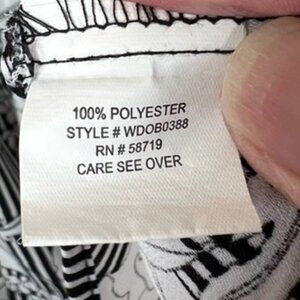 100% POLYESTER
STYLE # WDOB0388
RN # 58719
CARE SEE OVER